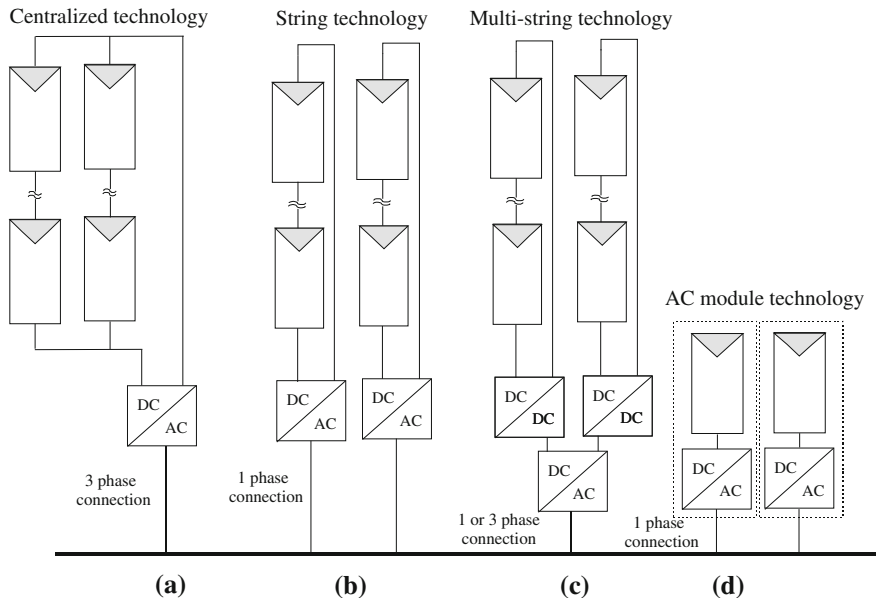 Centralized technology
String technology
Multi-string technology
AC module technology
DC
AC
3 phase
connection
DC
AC
DC
AC
1 phase
connection
DC
DC
DC
DC
DC
AC
1 or 3 phase
connection
DC
AC
DC
AC
1 phase
connection
(a)
(b)
(c)
(d)